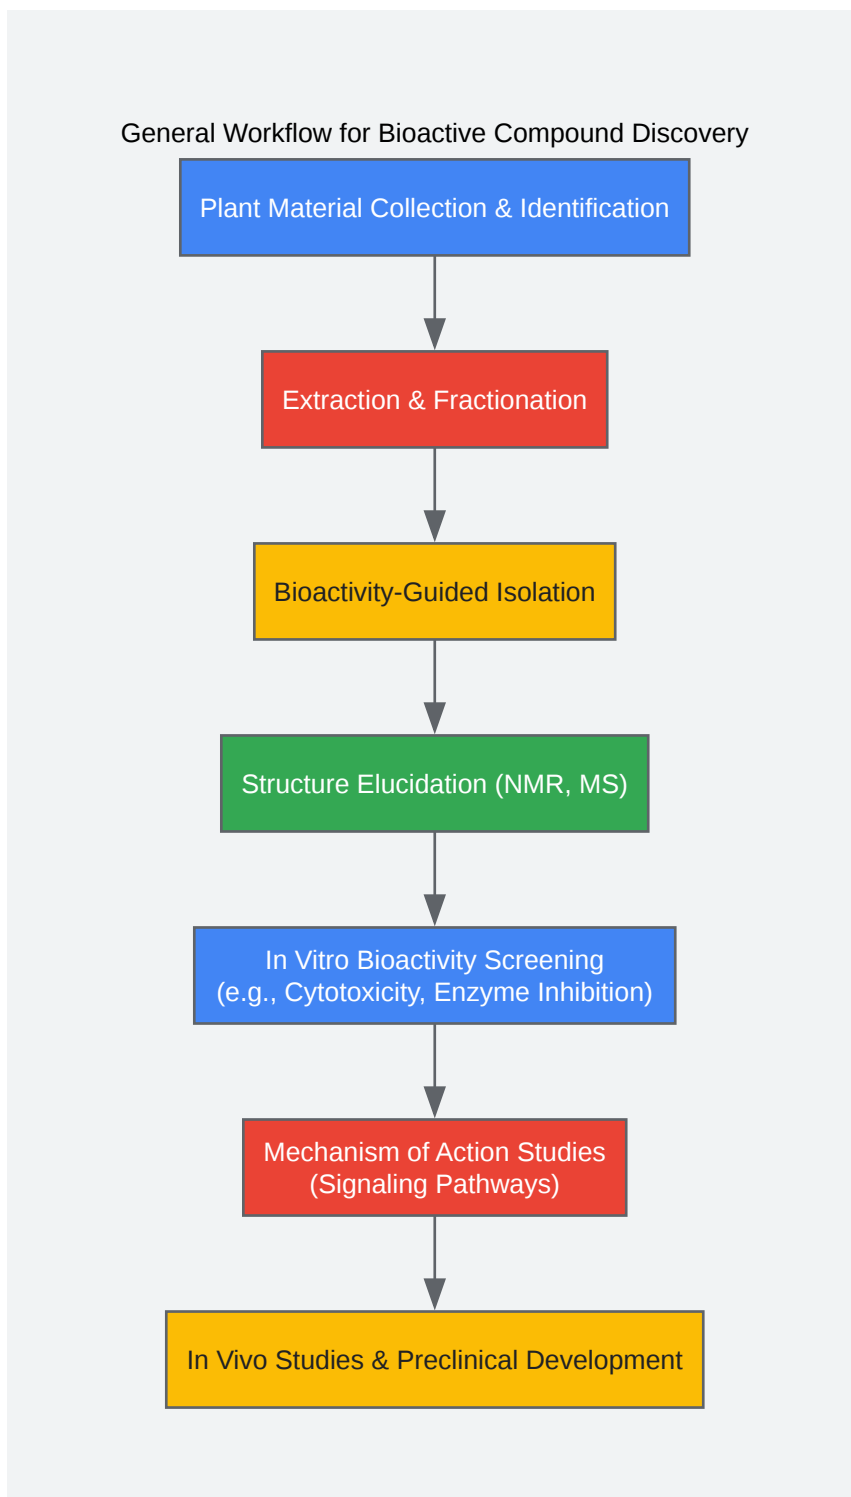 General Workflow for Bioactive Compound Discovery
Plant Material Collection & Identification
Extraction & Fractionation
Bioactivity-Guided Isolation
Structure Elucidation (NMR, MS)
In Vitro Bioactivity Screening
(e.g., Cytotoxicity, Enzyme Inhibition)
Mechanism of Action Studies
(Signaling Pathways)
In Vivo Studies & Preclinical Development